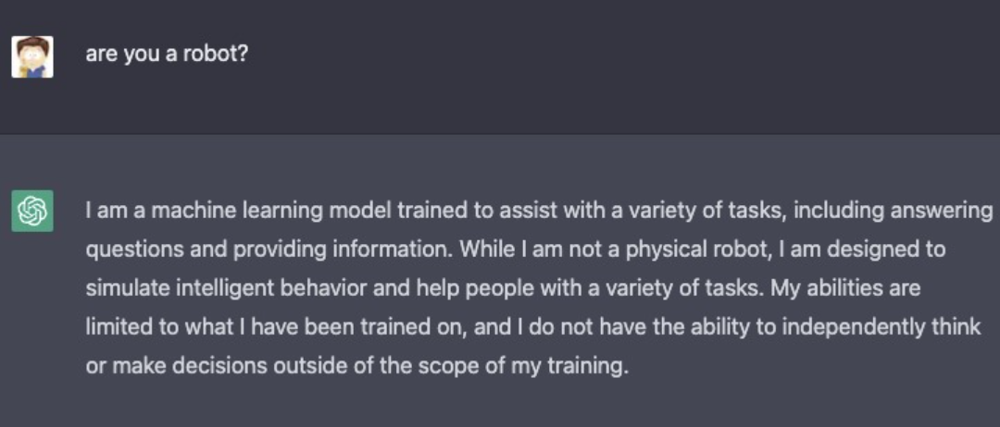 are you a robot?
I am a machine learning model trained to assist with a variety of tasks, including answering
questions and providing information. While I am not a physical robot, I am designed to
simulate intelligent behavior and help people with a variety of tasks. My abilities are
limited to what I have been trained on, and I do not have the ability to independently think
or make decisions outside of the scope of my training.